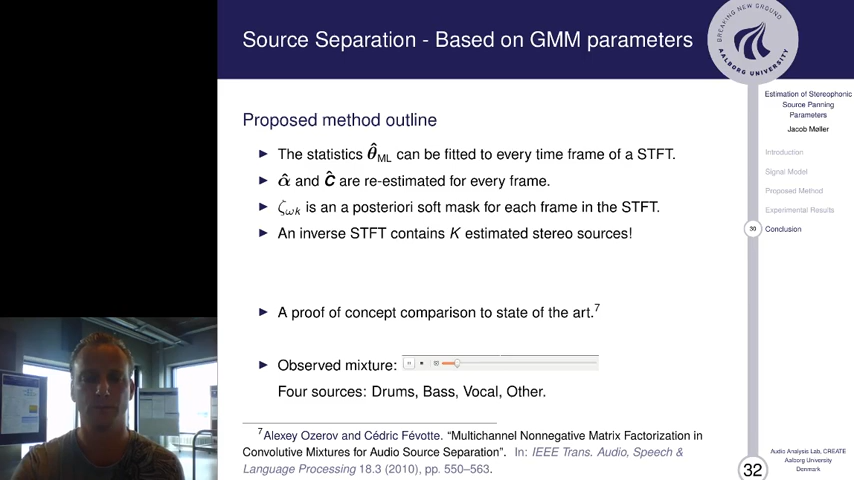 Source Separation - Based on GMM parameters
BREAKING NEW GROUND
AALBORG UNIVERSITY
Estimation of Stereophonic
Source Panning
Parameters
Jacob Møller
Introduction
Signal Model
Proposed Method
Experimental Results
30 Conclusion
Proposed method outline
▶ The statistics θ̂ML can be fitted to every time frame of a STFT.
▶ α̂ and Ĉ are re-estimated for every frame.
▶ ζωk is an a posteriori soft mask for each frame in the STFT.
▶ An inverse STFT contains K estimated stereo sources!
▶ A proof of concept comparison to state of the art.7
▶ Observed mixture:
Four sources: Drums, Bass, Vocal, Other.
7Alexey Ozerov and Cédric Févotte. “Multichannel Nonnegative Matrix Factorization in
Convolutive Mixtures for Audio Source Separation”. In: IEEE Trans. Audio, Speech &
Language Processing 18.3 (2010), pp. 550–563.
Audio Analysis Lab, CREATE
Aalborg University
Denmark
32